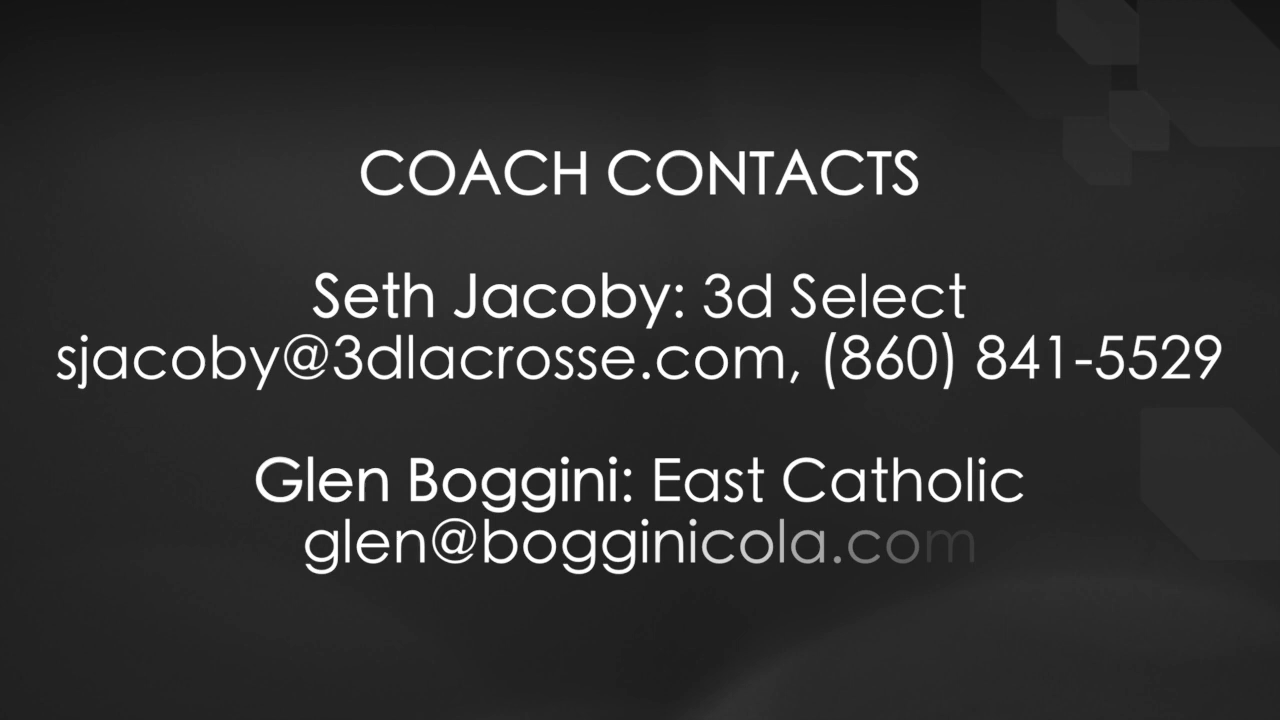 COACH CONTACTS
Seth Jacoby: 3d Select
sjacoby@3dlacrosse.com, (860) 841-5529
Glen Boggini: East Catholic
glen@bogginicola.com